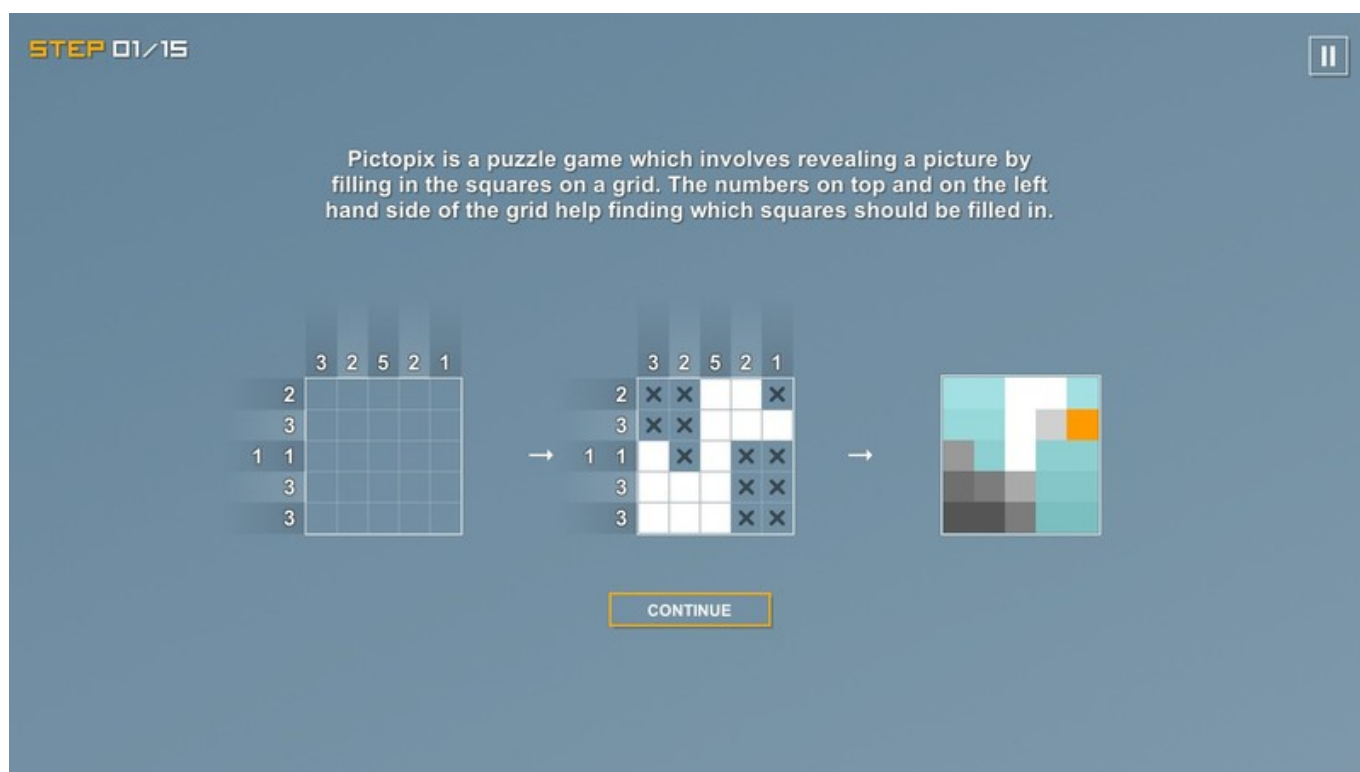 STEP 01/15
Pictopix is a puzzle game which involves revealing a picture by
filling in the squares on a grid. The numbers on top and on the left
hand side of the grid help finding which squares should be filled in.
3 2 5 2 1
2
3
1 1
3
3
→
3 2 5 2 1
2
3
1 1
3
3
→
CONTINUE